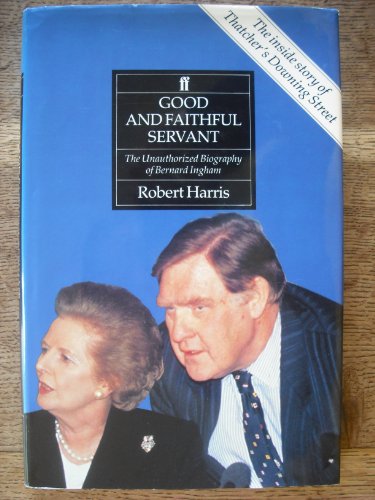 The inside story of
Thatcher's Downing Street
ff
GOOD
AND FAITHFUL
SERVANT
The Unauthorized Biography
of Bernard Ingham
Robert Harris